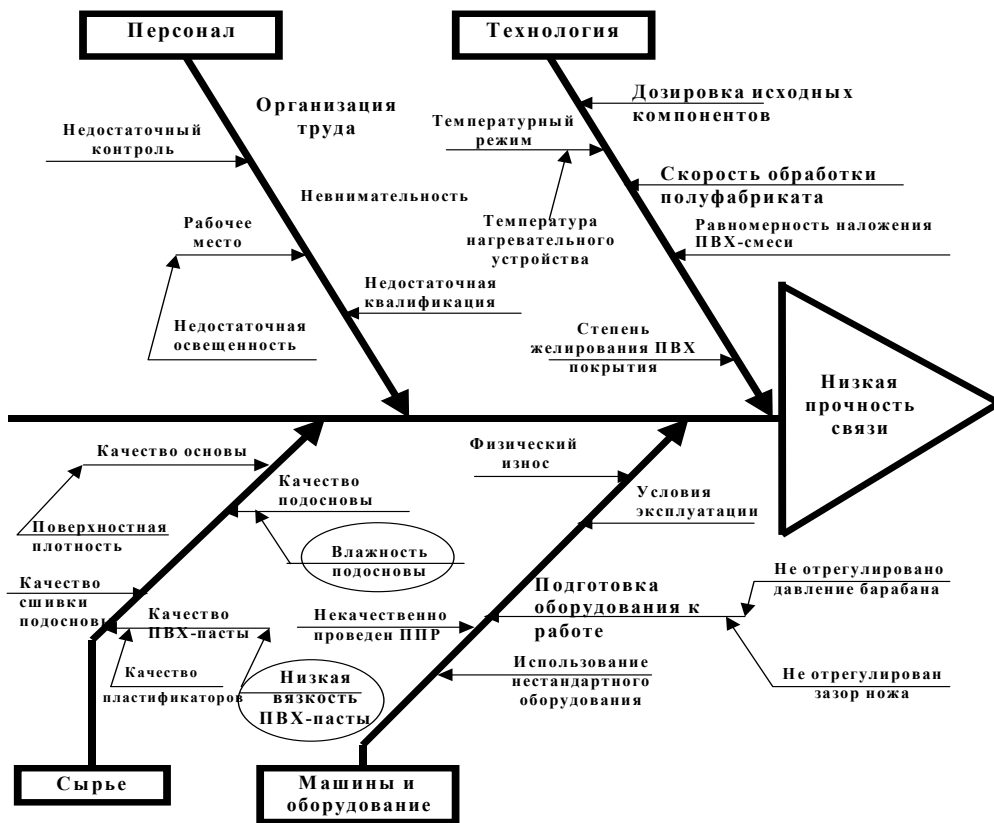 Персонал
Технология
Организация
труда
Дозировка исходных
компонентов
Недостаточный
контроль
Температурный
режим
Скорость обработки
полуфабриката
Невнимательность
Рабочее
место
Температура
нагревательного
устройства
Равномерность наложения
ПВХ-смеси
Недостаточная
квалификация
Недостаточная
освещенность
Степень
желирования ПВХ
покрытия
Низкая
прочность
связи
Качество основы
Физический
износ
Качество
подосновы
Условия
эксплуатации
Поверхностная
плотность
Влажность
подосновы
Качество
сшивки
подосновы
Подготовка
оборудования к
работе
Не отрегулировано
давление барабана
Качество
ПВХ-пасты
Некачественно
проведен ППР
Качество
пластификаторов
Низкая
вязкость
ПВХ-пасты
Использование
нестандартного
оборудования
Не отрегулирован
зазор ножа
Сырье
Машины и
оборудование